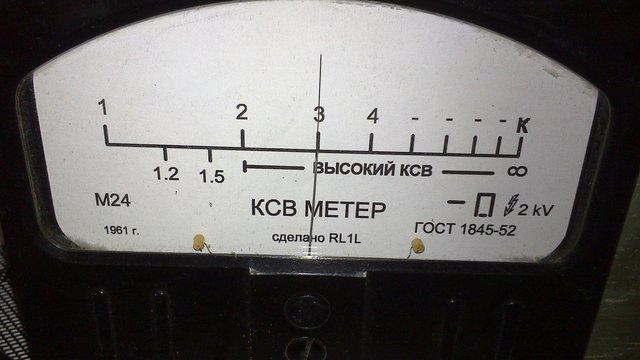 1 2 3 4 - - - - К
1.2 1.5 ВЫСОКИЙ КСВ ∞
М24 КСВ МЕТЕР 2 kV
1961 г. сделано RL1L ГОСТ 1845-52